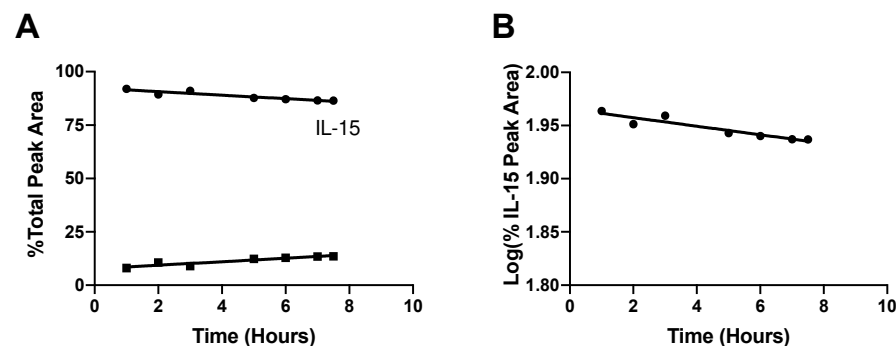 A
%Total Peak Area
100
75
50
25
0
IL-15
0 2 4 6 8 10
Time (Hours)
B
Log(% IL-15 Peak Area)
2.00
1.95
1.90
1.85
1.80
0 2 4 6 8 10
Time (Hours)